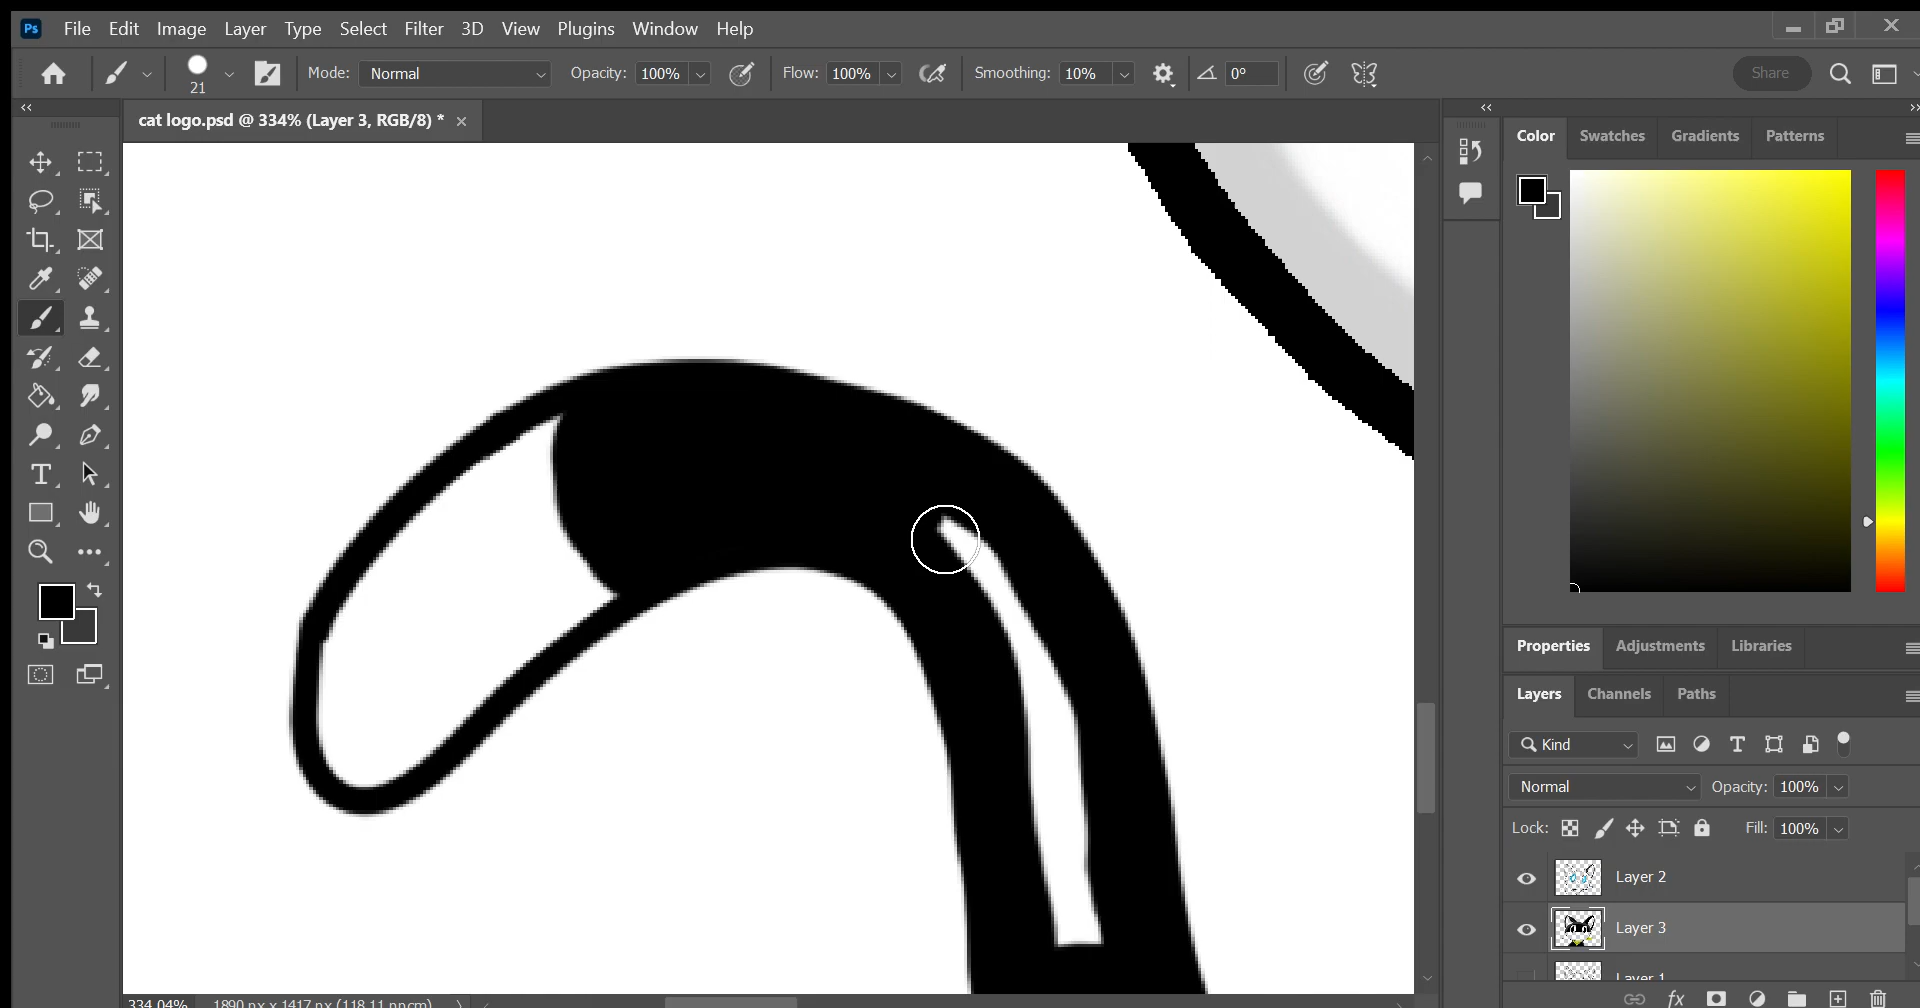 Ps File Edit Image Layer Type Select Filter 3D View Plugins Window Help
21 Mode: Normal Opacity: 100% Flow: 100% Smoothing: 10% 0° Share
cat logo.psd @ 334% (Layer 3, RGB/8) *
Color Swatches Gradients Patterns
Properties Adjustments Libraries
Layers Channels Paths
Kind
Normal Opacity: 100%
Lock: Fill: 100%
Layer 2
Layer 3
Layer 1
334.04% 1890 px x 1417 px (118.11 ppcm)